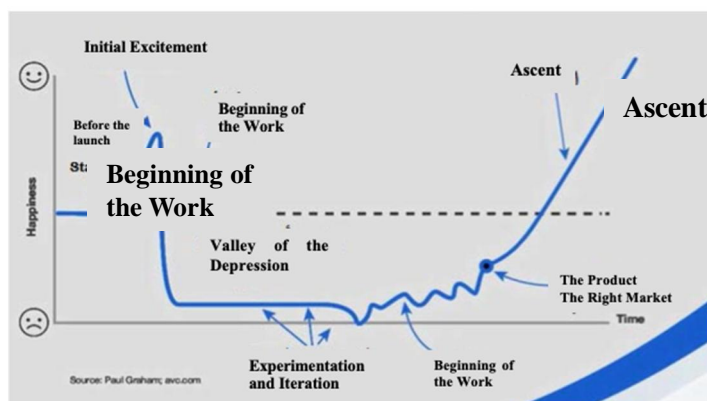 Initial Excitement
Ascent
Beginning of
the Work
Ascent
Before the
launch
Beginning of
the Work
Happiness
Valley of the
Depression
The Product
The Right Market
Time
Experimentation
and Iteration
Beginning of
the Work
Source: Paul Graham; avc.com